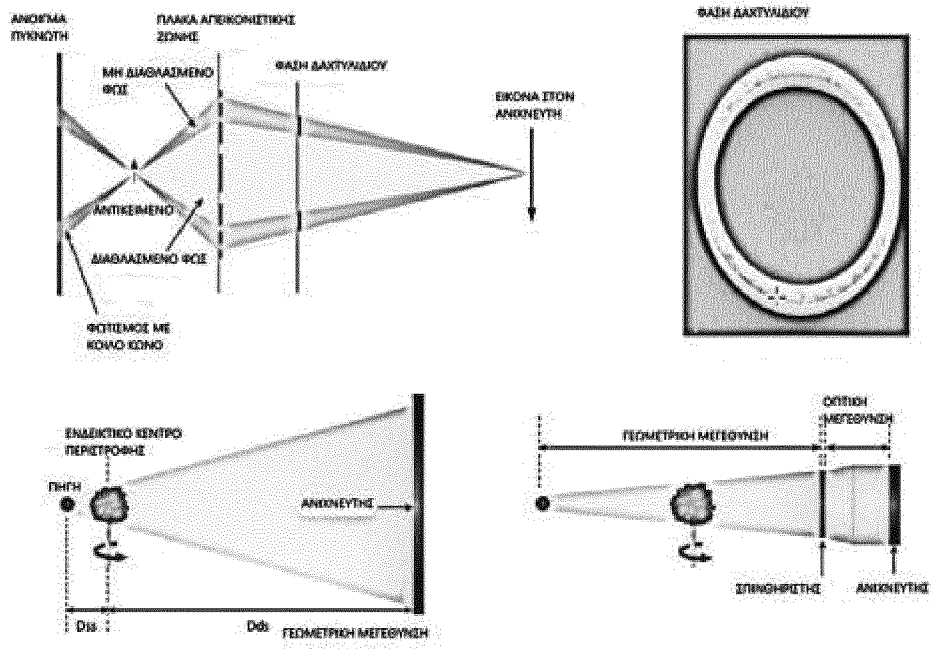 ΑΝΟΙΓΜΑ
ΠΥΚΝΩΤΗ
ΠΛΑΚΑ ΑΠΕΙΚΟΝΙΣΤΙΚΗΣ
ΖΩΝΗΣ
ΜΗ ΔΙΑΘΛΑΣΜΕΝΟ
ΦΩΣ
ΦΑΣΗ ΔΑΧΤΥΛΙΔΙΟΥ
ΕΙΚΟΝΑ ΣΤΟΝ
ΑΝΙΧΝΕΥΤΗ
ΑΝΤΙΚΕΙΜΕΝΟ
ΔΙΑΘΛΑΣΜΕΝΟ ΦΩΣ
ΦΩΤΙΣΜΟΣ ΜΕ
ΚΟΙΛΟ ΚΩΝΟ
ΦΑΣΗ ΔΑΧΤΥΛΙΔΙΟΥ
ΕΝΔΕΙΚΤΙΚΟ ΚΕΝΤΡΟ
ΠΕΡΙΣΤΡΟΦΗΣ
ΠΗΓΗ
ΑΝΙΧΝΕΥΤΗΣ
Dss
Dds
ΓΕΩΜΕΤΡΙΚΗ ΜΕΓΕΘΥΝΣΗ
ΟΠΤΙΚΗ
ΜΕΓΕΘΥΝΣΗ
ΓΕΩΜΕΤΡΙΚΗ ΜΕΓΕΘΥΝΣΗ
ΣΠΙΝΘΗΡΙΣΤΗΣ
ΑΝΙΧΝΕΥΤΗΣ